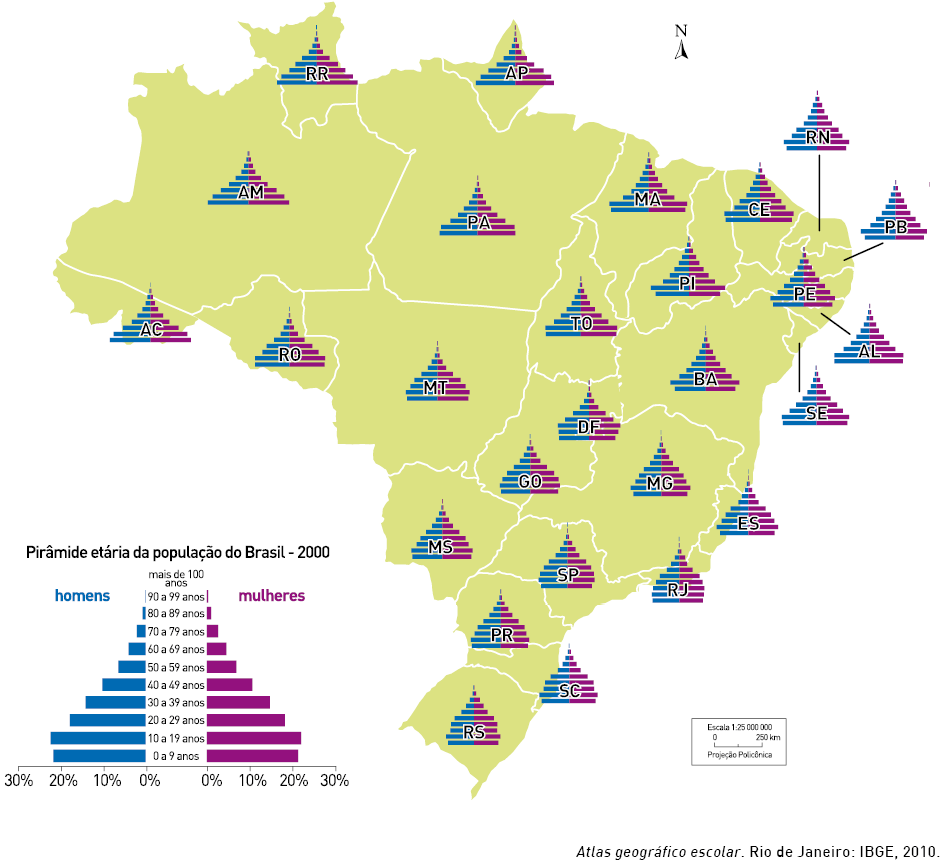 N
RR
AP
RN
AM
MA
CE
PA
PB
PI
PE
AC
TO
RO
AL
MT
BA
SE
DF
GO
MG
ES
MS
SP
RJ
PR
SC
RS
Pirâmide etária da população do Brasil - 2000
homens
mulheres
mais de 100
anos
90 a 99 anos
80 a 89 anos
70 a 79 anos
60 a 69 anos
50 a 59 anos
40 a 49 anos
30 a 39 anos
20 a 29 anos
10 a 19 anos
0 a 9 anos
30% 20% 10% 0% 0% 10% 20% 30%
Escala 1:25 000 000
0 250 km
Projeção Policônica
Atlas geográfico escolar. Rio de Janeiro: IBGE, 2010.